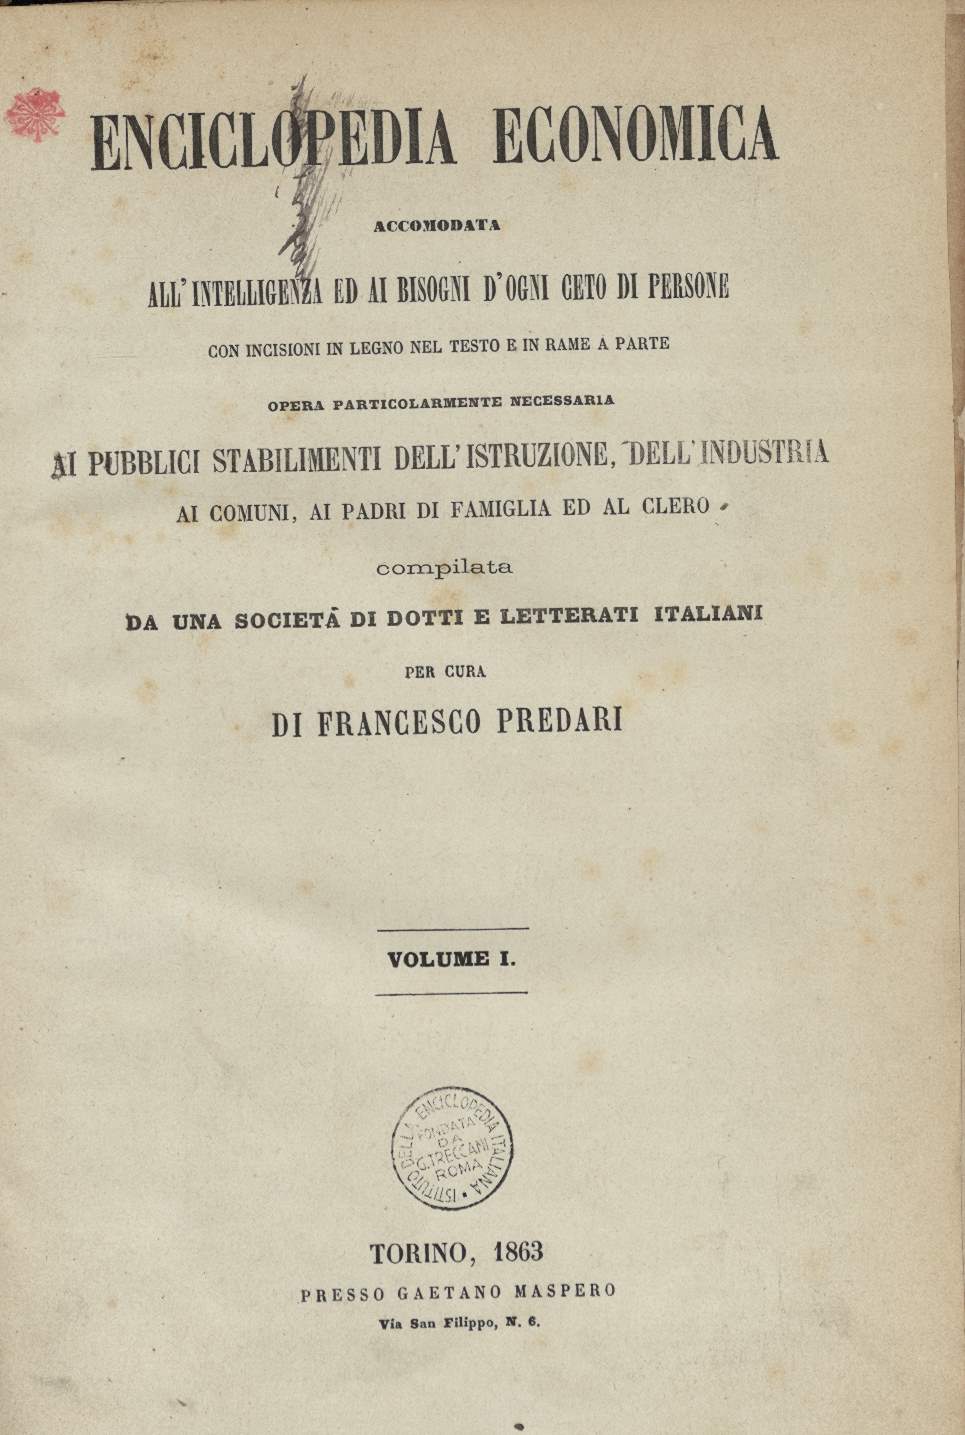 ENCICLOPEDIA ECONOMICA
ACCOMODATA
ALL'INTELLIGENZA ED AI BISOGNI D'OGNI CETO DI PERSONE
CON INCISIONI IN LEGNO NEL TESTO E IN RAME A PARTE
OPERA PARTICOLARMENTE NECESSARIA
AI PUBBLICI STABILIMENTI DELL'ISTRUZIONE, DELL'INDUSTRIA
AI COMUNI, AI PADRI DI FAMIGLIA ED AL CLERO
compilata
DA UNA SOCIETÀ DI DOTTI E LETTERATI ITALIANI
PER CURA
DI FRANCESCO PREDARI
VOLUME I.
ISTITUTO DELLA ENCICLOPEDIA ITALIANA
FONDATA
DA
G. TRECCANI
ROMA
TORINO, 1863
PRESSO GAETANO MASPERO
Via San Filippo, N. 6.